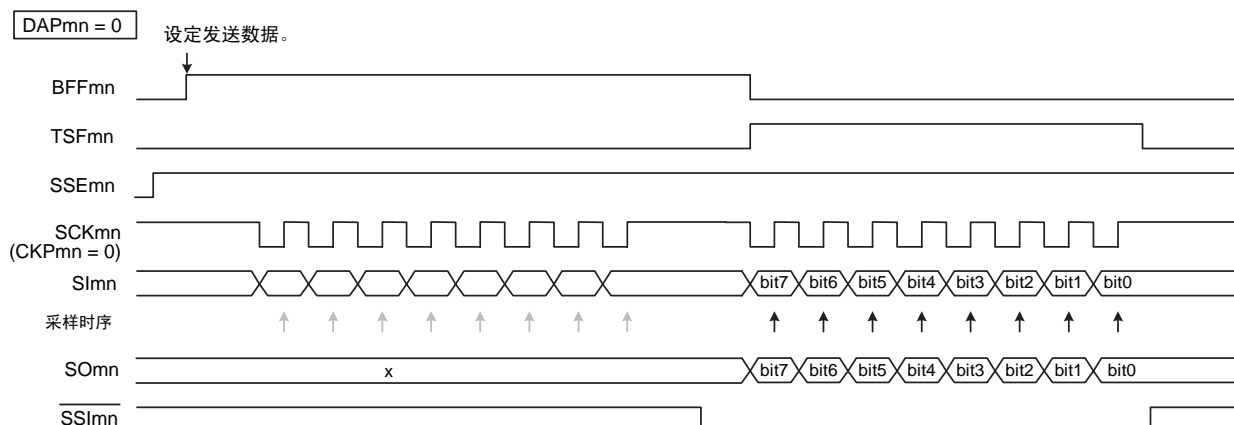 DAPmn = 0
设定发送数据。
BFFmn
TSFmn
SSEmn
SCKmn
(CKPmn = 0)
SImn
bit7 bit6 bit5 bit4 bit3 bit2 bit1 bit0
采样时序
SOmn
x
bit7 bit6 bit5 bit4 bit3 bit2 bit1 bit0
SSImn